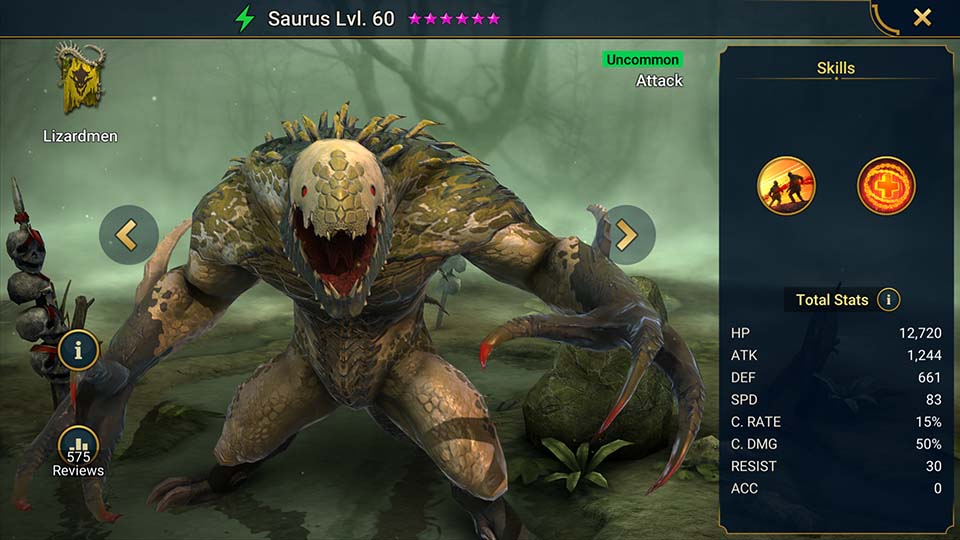 Saurus Lvl. 60
Lizardmen
Uncommon
Attack
575
Reviews
Skills
Total Stats i
HP 12,720
ATK 1,244
DEF 661
SPD 83
C. RATE 15%
C. DMG 50%
RESIST 30
ACC 0